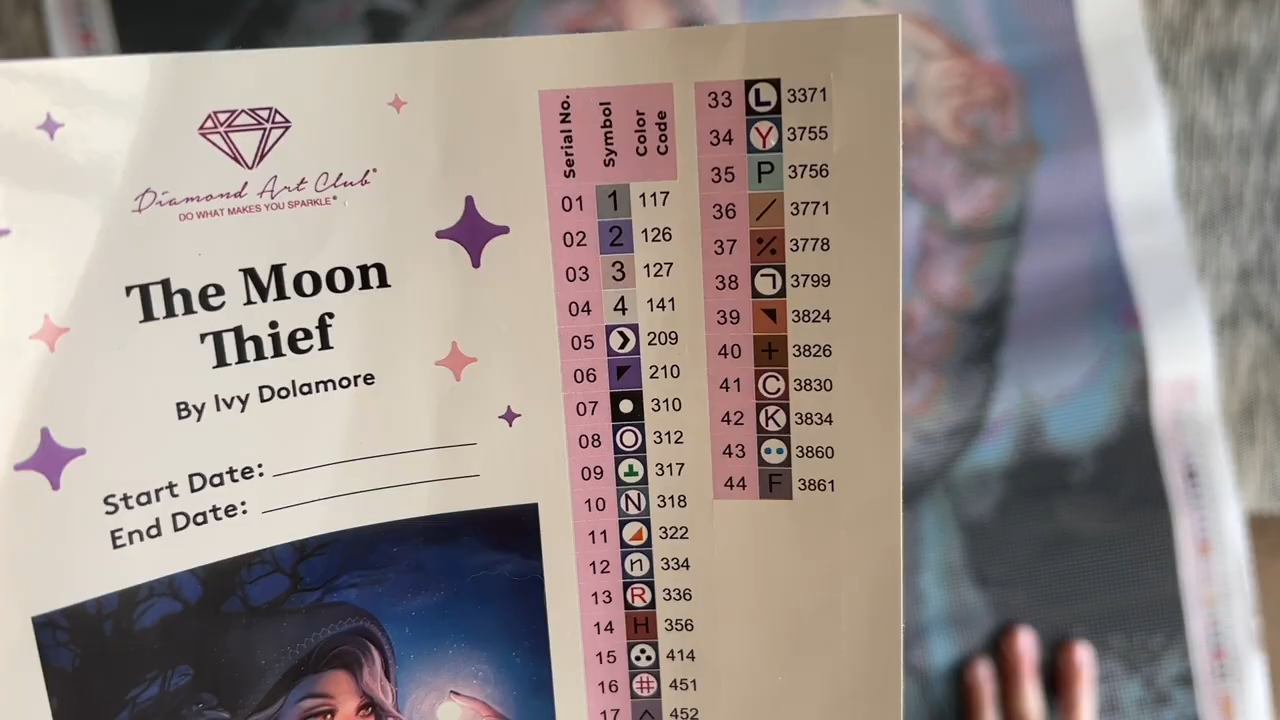 Diamond Art Club®
DO WHAT MAKES YOU SPARKLE®
The Moon
Thief
By Ivy Dolamore
Start Date:
End Date:
Serial No. Symbol Color Code
01 1 117
02 2 126
03 3 127
04 4 141
05 ❯ 209
06 ◤ 210
07 ● 310
08 O 312
09 ┻ 317
10 N 318
11 ◢ 322
12 n 334
13 R 336
14 H 356
15 414
16 # 451
17 452
33 L 3371
34 Y 3755
35 P 3756
36 / 3771
37 ٪ 3778
38 ㄱ 3799
39 ◥ 3824
40 + 3826
41 C 3830
42 K 3834
43 •• 3860
44 F 3861